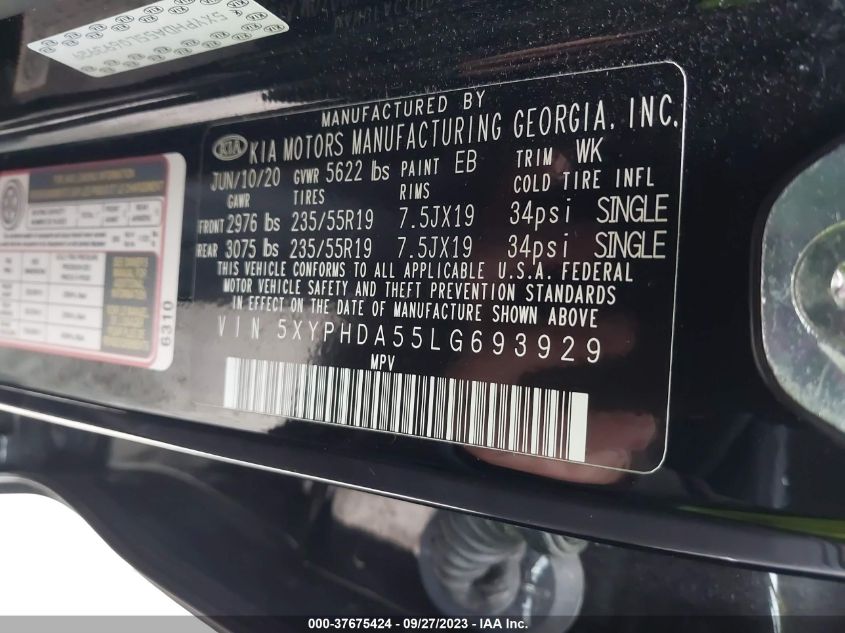 MANUFACTURED BY
KIA KIA MOTORS MANUFACTURING GEORGIA, INC.
JUN/10/20 GVWR 5622 lbs PAINT EB TRIM WK
GAWR TIRES RIMS COLD TIRE INFL
FRONT 2976 lbs 235/55R19 7.5JX19 34psi SINGLE
REAR 3075 lbs 235/55R19 7.5JX19 34psi SINGLE
THIS VEHICLE CONFORMS TO ALL APPLICABLE U.S.A. FEDERAL
MOTOR VEHICLE SAFETY AND THEFT PREVENTION STANDARDS
IN EFFECT ON THE DATE OF MANUFACTURE SHOWN ABOVE
VIN 5XYPHDA55LG693929
MPV
6310
000-37675424 - 09/27/2023 - IAA Inc.